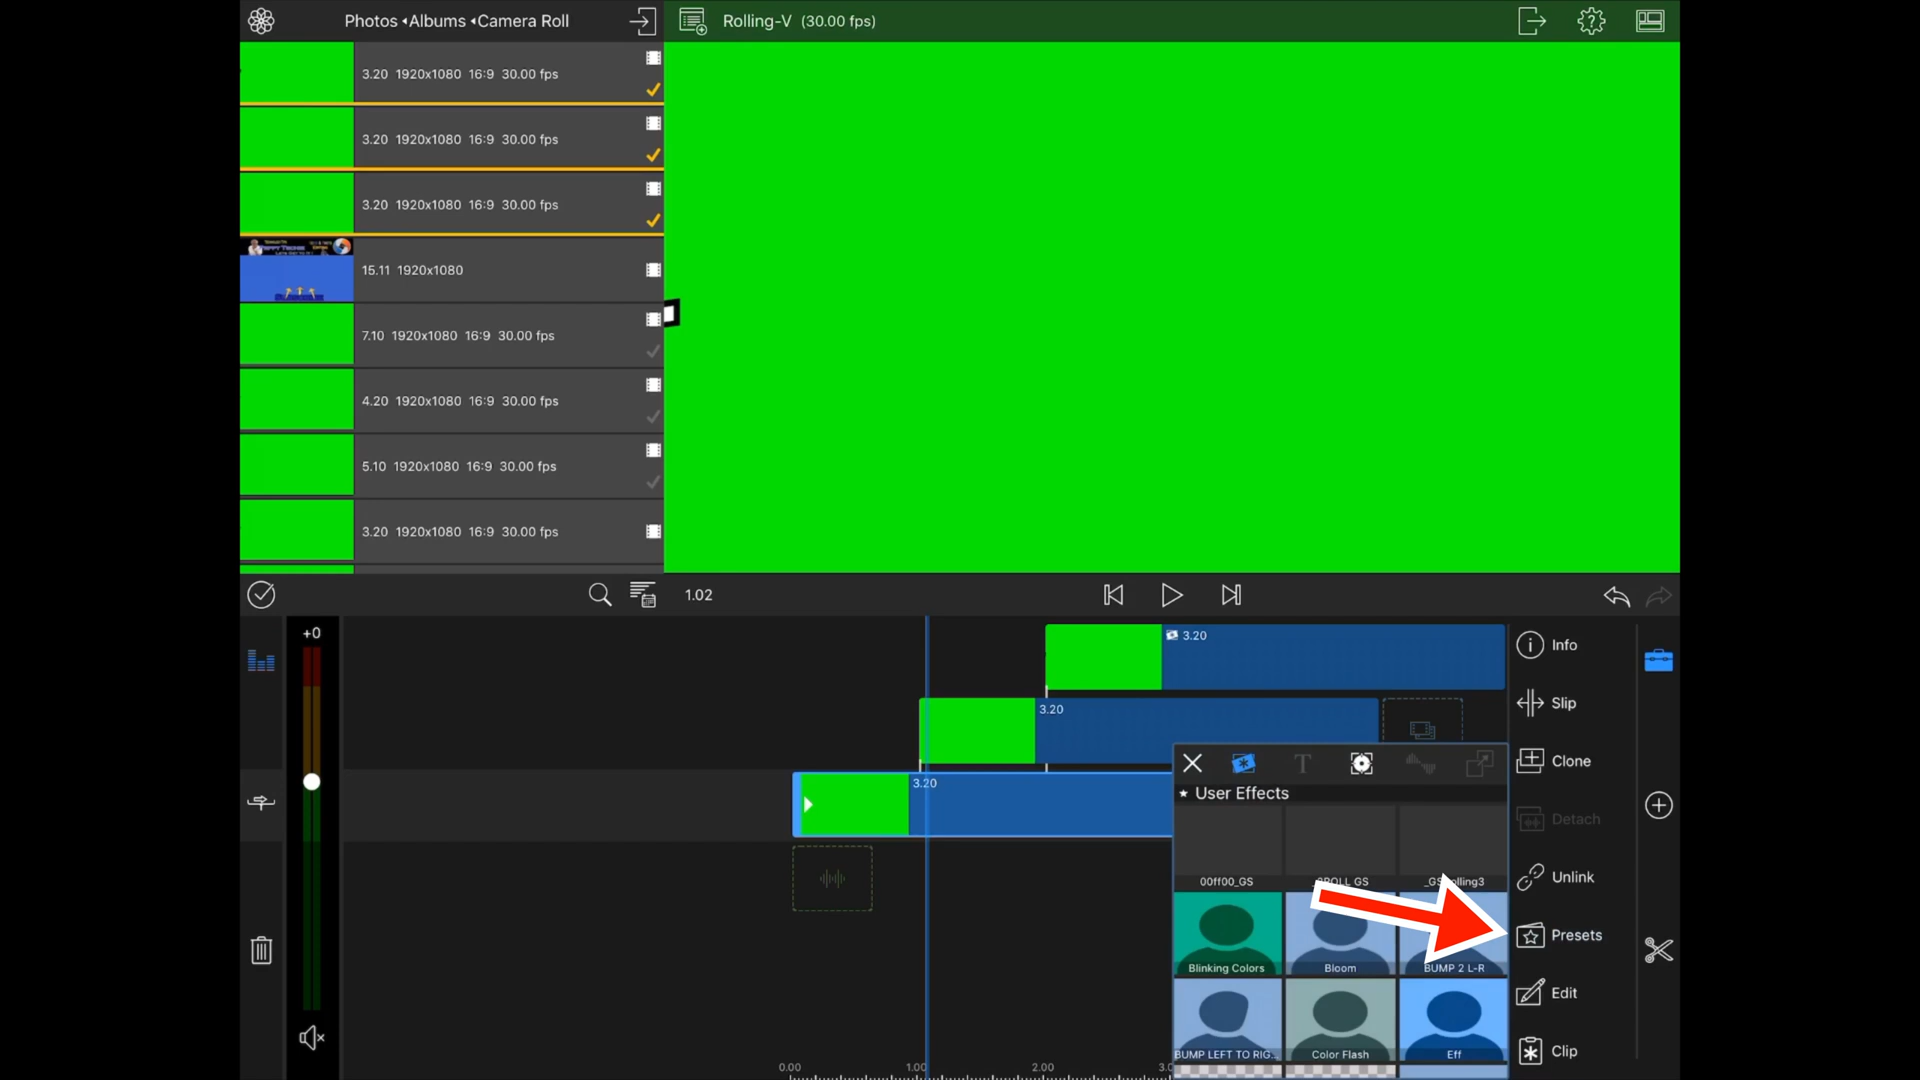 Photos ◂Albums ◂Camera Roll
Rolling-V (30.00 fps)
3.20 1920x1080 16:9 30.00 fps
3.20 1920x1080 16:9 30.00 fps
3.20 1920x1080 16:9 30.00 fps
15.11 1920x1080
7.10 1920x1080 16:9 30.00 fps
4.20 1920x1080 16:9 30.00 fps
5.10 1920x1080 16:9 30.00 fps
3.20 1920x1080 16:9 30.00 fps
1.02
+0
3.20
3.20
3.20
Info
Slip
Clone
Detach
Unlink
Presets
Edit
Clip
User Effects
00ff00_GS
Blinking Colors
Bloom
BUMP 2 L-R
BUMP LEFT TO RIG...
Color Flash
Eff
0.00
1.00
2.00